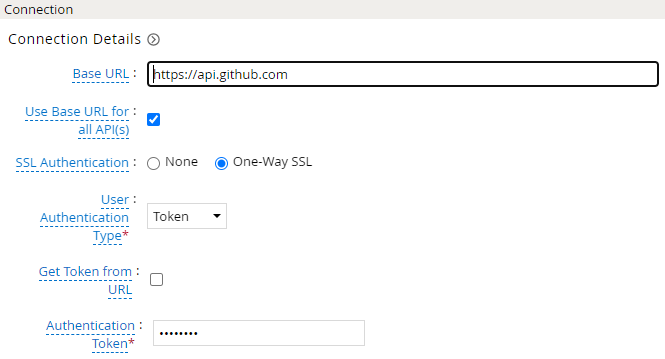 Connection
Connection Details
Base URL : https://api.github.com
Use Base URL for :
all API(s)
SSL Authentication : None One-Way SSL
User :
Authentication
Type*
Token
Get Token from :
URL
Authentication :
Token*
••••••••